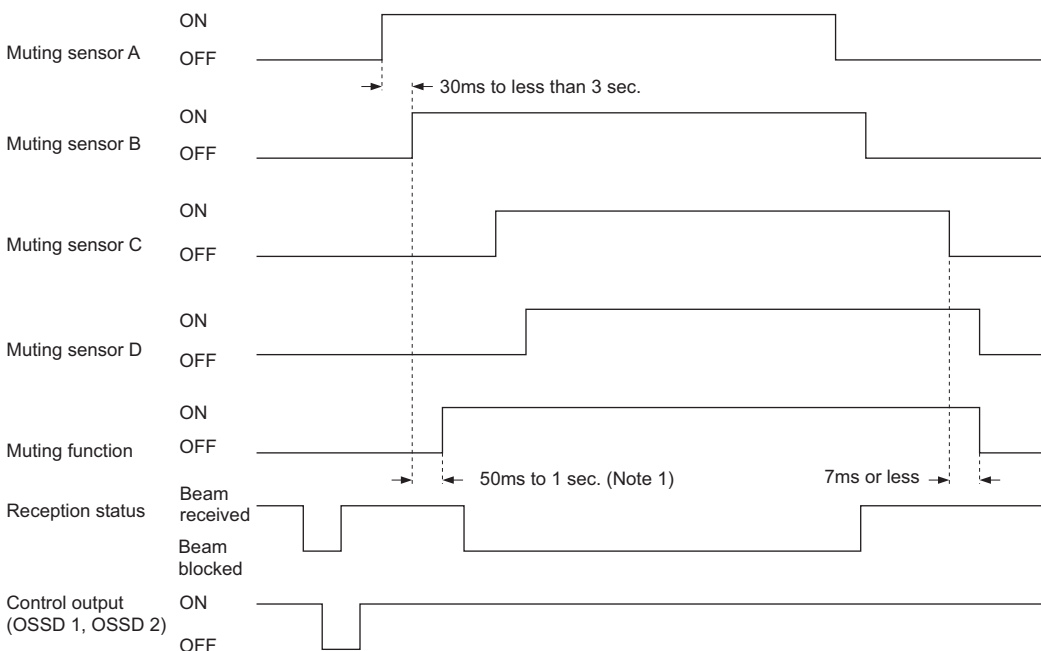 ON
Muting sensor A
OFF
30ms to less than 3 sec.
ON
Muting sensor B
OFF
ON
Muting sensor C
OFF
ON
Muting sensor D
OFF
ON
Muting function
OFF
50ms to 1 sec. (Note 1)
7ms or less
Reception status
Beam
received
Beam
blocked
Control output
(OSSD 1, OSSD 2)
ON
OFF